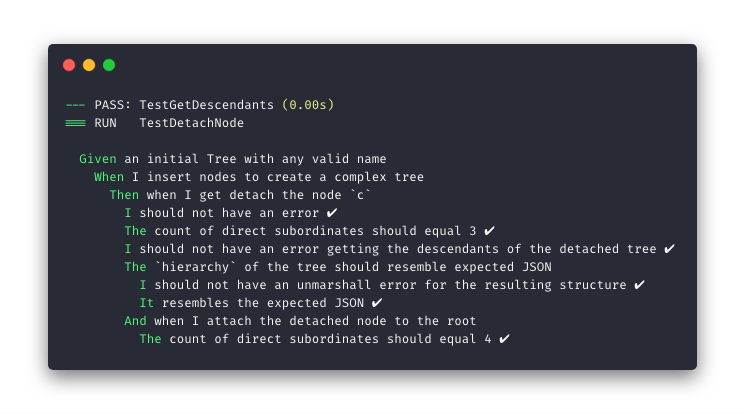 --- PASS: TestGetDescendants (0.00s)
=== RUN   TestDetachNode
Given an initial Tree with any valid name
When I insert nodes to create a complex tree
Then when I get detach the node `c`
I should not have an error ✔
The count of direct subordinates should equal 3 ✔
I should not have an error getting the descendants of the detached tree ✔
The `hierarchy` of the tree should resemble expected JSON
I should not have an unmarshall error for the resulting structure ✔
It resembles the expected JSON ✔
And when I attach the detached node to the root
The count of direct subordinates should equal 4 ✔